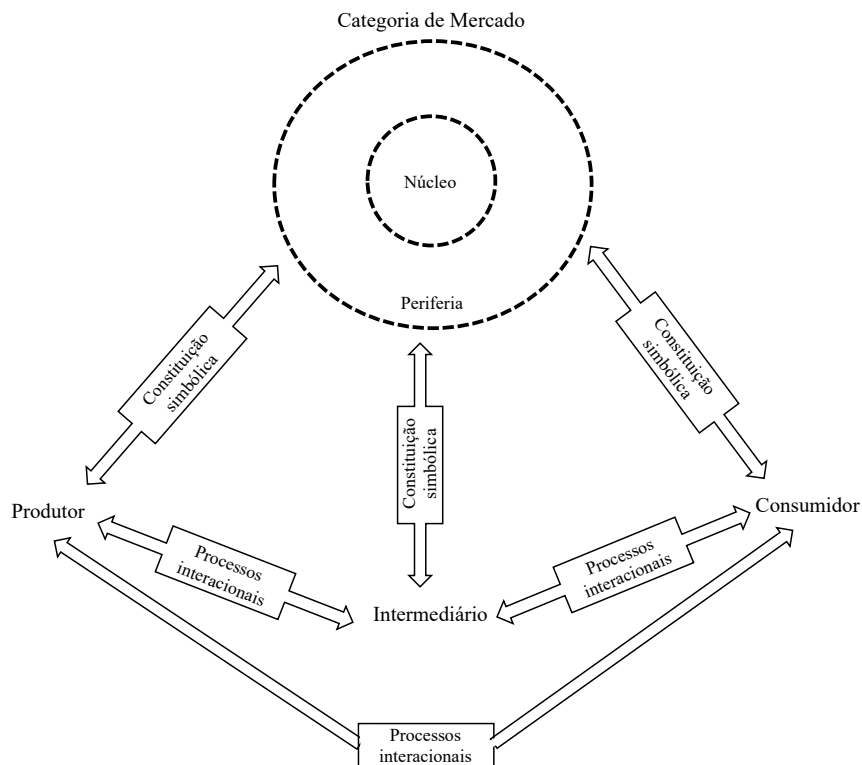 Categoria de Mercado
Núcleo
Periferia
Constituição
simbólica
Constituição
simbólica
Constituição
simbólica
Produtor
Consumidor
Processos
interacionais
Processos
interacionais
Intermediário
Processos
interacionais